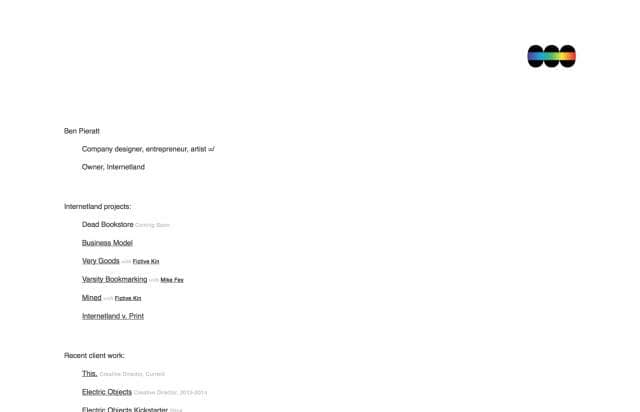 Ben Pieratt
Company designer, entrepreneur, artist
Owner, Internetland
Internetland projects:
Dead Bookstore Coming Soon
Business Model
Very Goods with Fictive Kin
Varsity Bookmarking with Mike Fey
Mined with Fictive Kin
Internetland v. Print
Recent client work:
This. Creative Director, Current
Electric Objects Creative Director, 2013-2014
Electric Objects Kickstarter